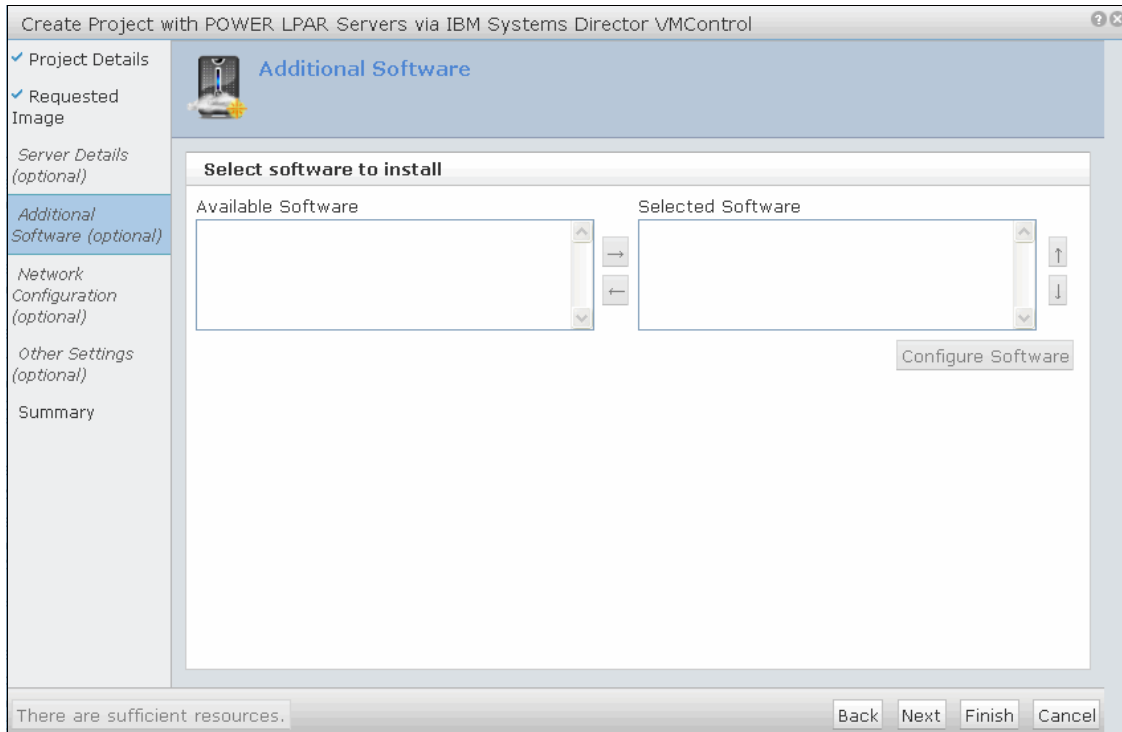 Create Project with POWER LPAR Servers via IBM Systems Director VMControl
Project Details
Requested
Image
Server Details
(optional)
Additional
Software (optional)
Network
Configuration
(optional)
Other Settings
(optional)
Summary
Additional Software
Select software to install
Available Software
Selected Software
→
←
↑
↓
Configure Software
There are sufficient resources.
Back Next Finish Cancel